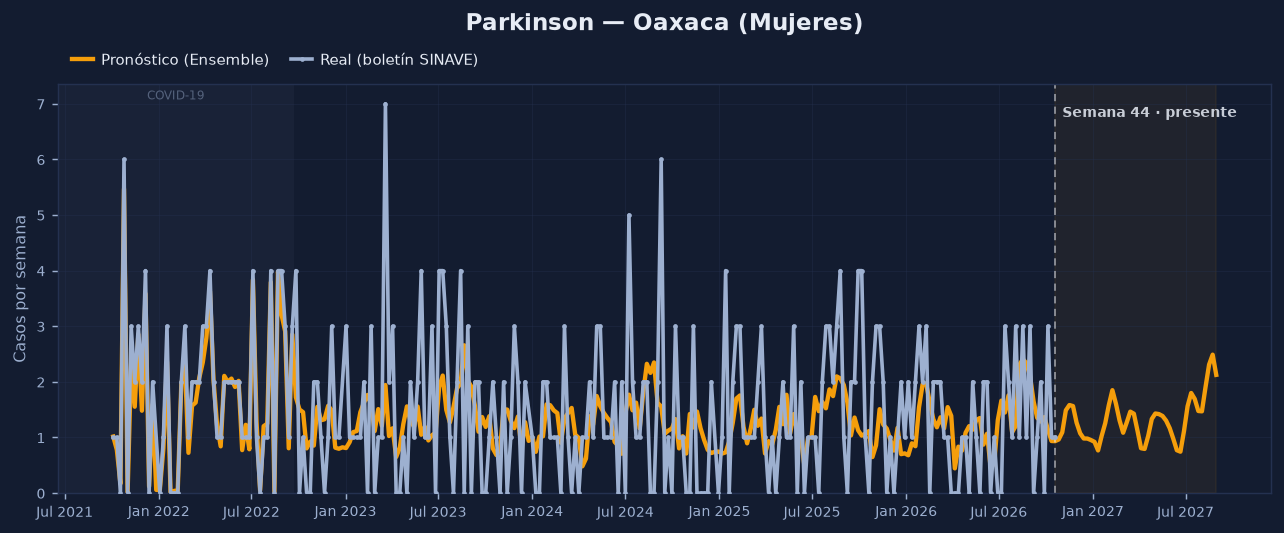 Parkinson — Oaxaca (Mujeres)
Pronóstico (Ensemble)
Real (boletín SINAVE)
COVID-19
Semana 44 · presente
Casos por semana
7
6
5
4
3
2
1
0
Jul 2021
Jan 2022
Jul 2022
Jan 2023
Jul 2023
Jan 2024
Jul 2024
Jan 2025
Jul 2025
Jan 2026
Jul 2026
Jan 2027
Jul 2027